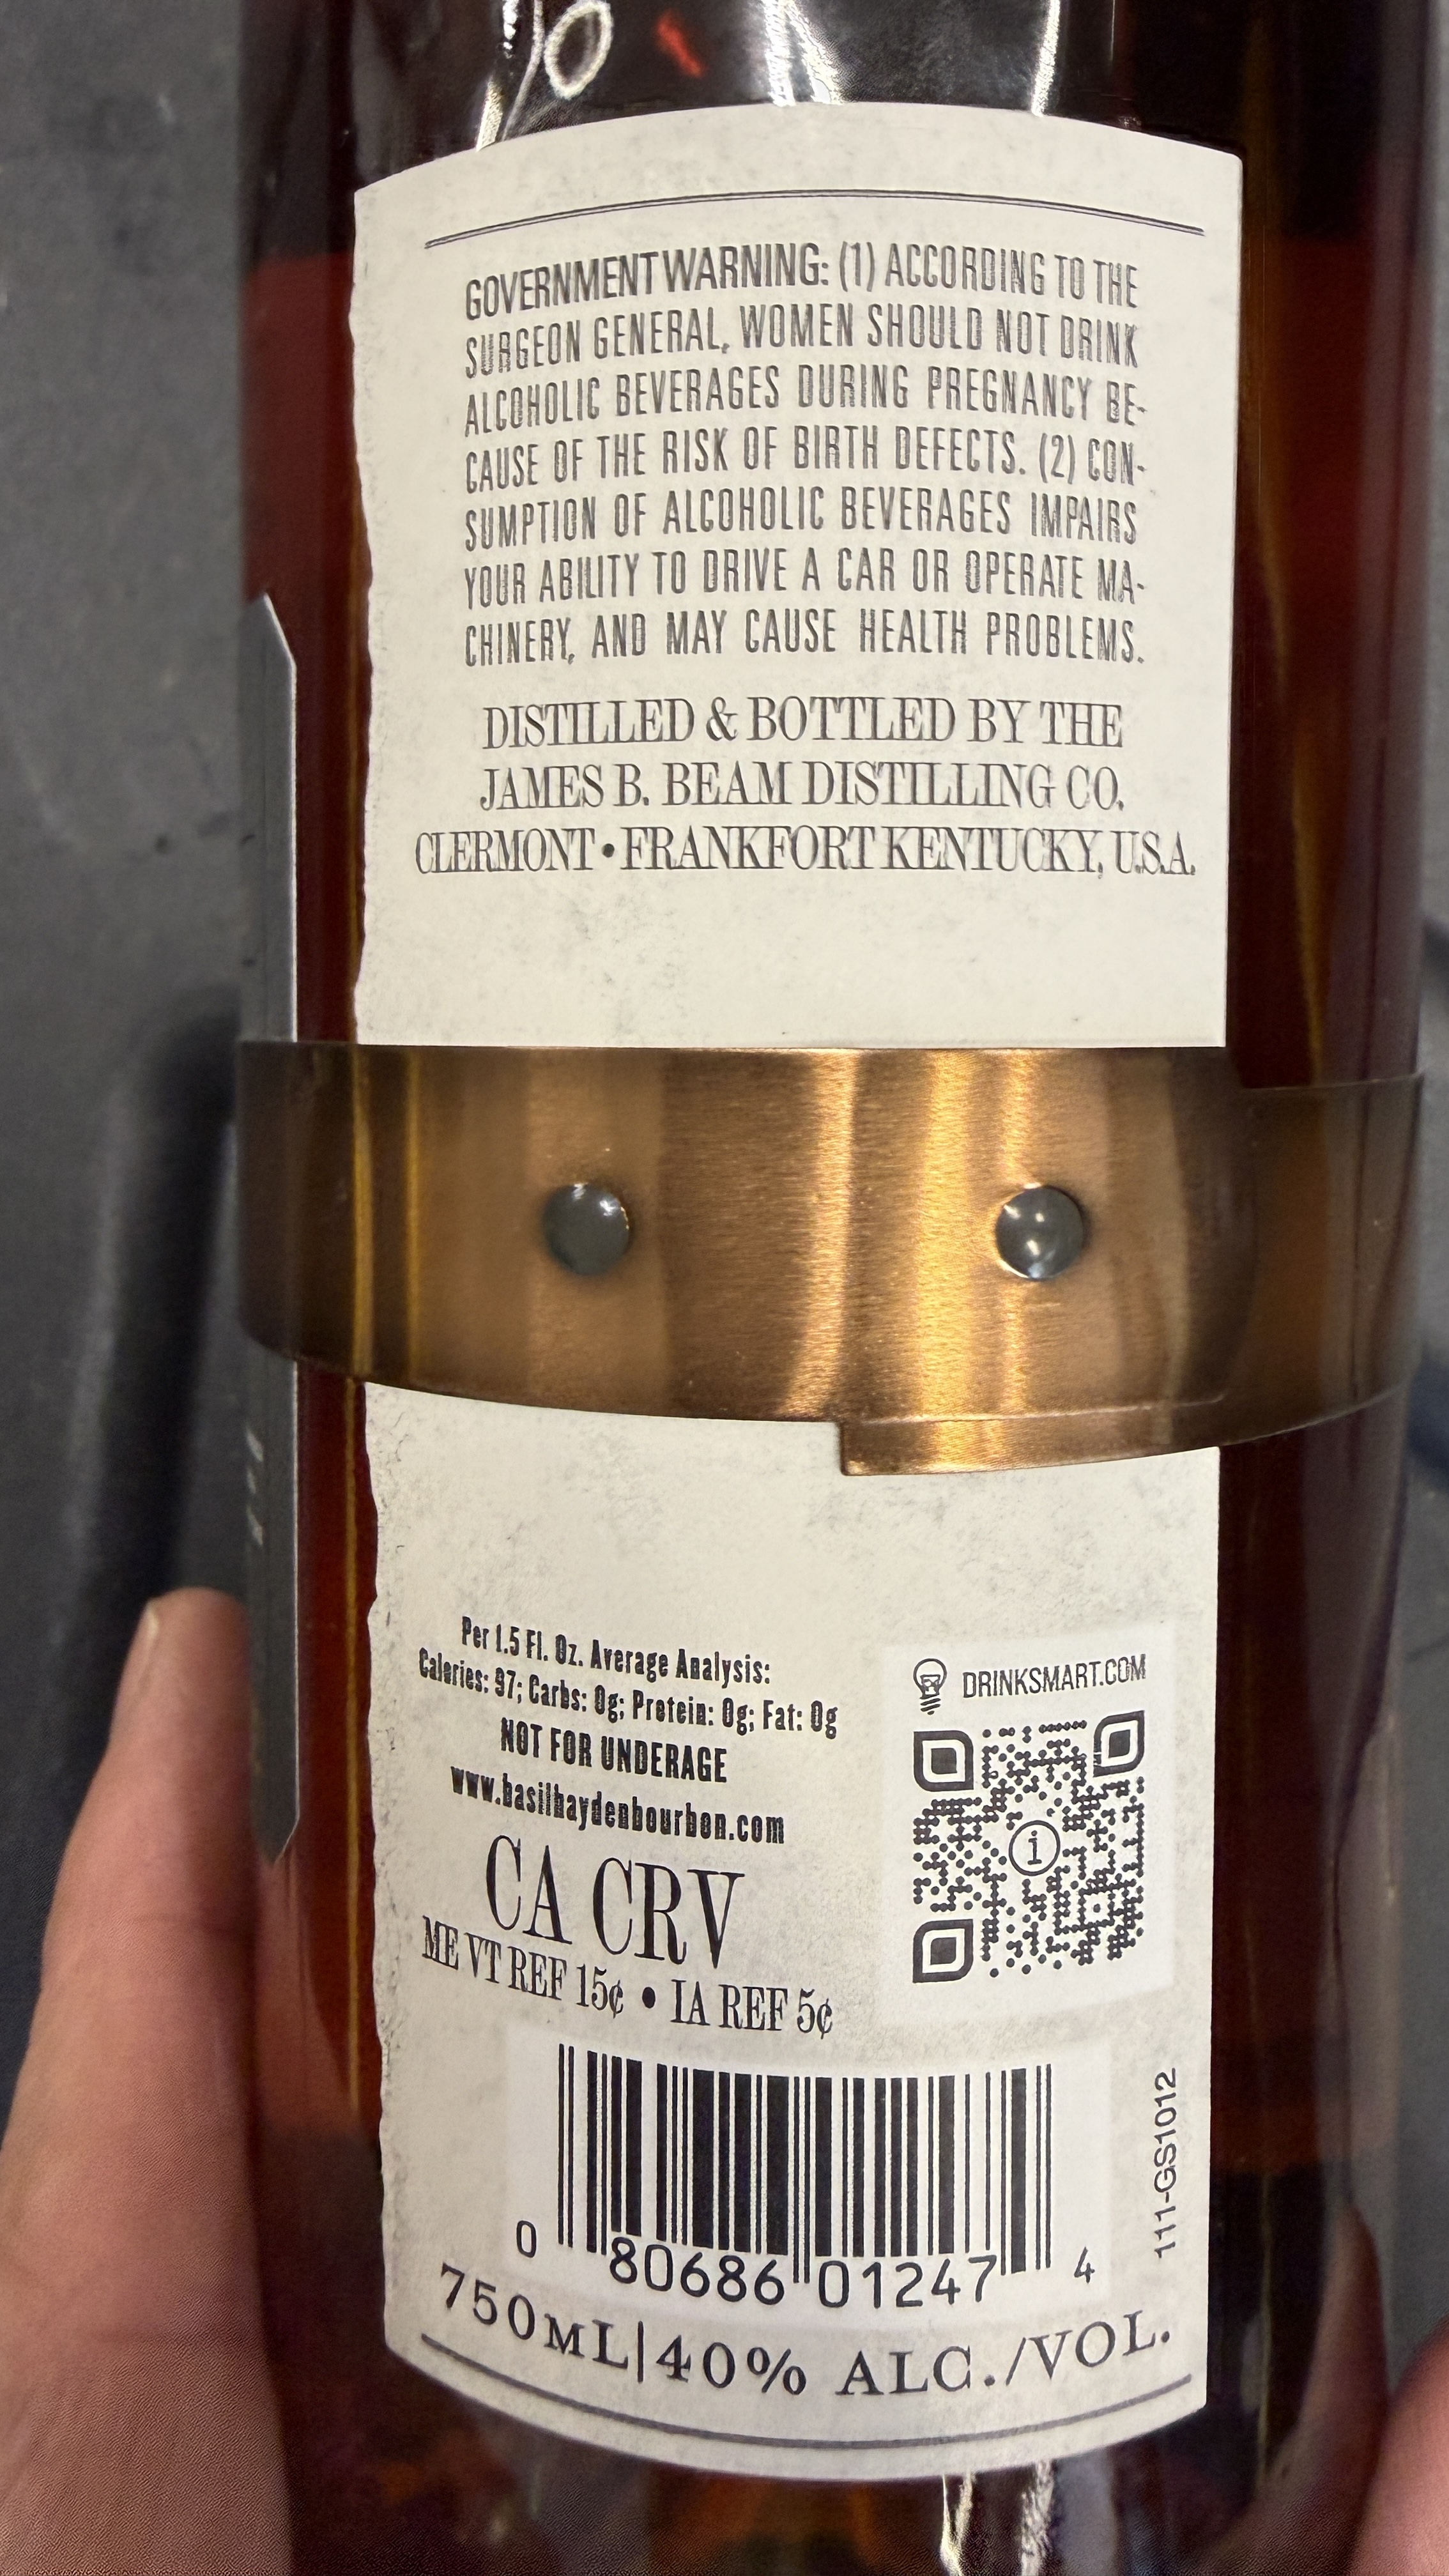 GOVERNMENT WARNING: (1) ACCORDING TO THE
SURGEON GENERAL, WOMEN SHOULD NOT DRINK
ALCOHOLIC BEVERAGES DURING PREGNANCY BE-
CAUSE OF THE RISK OF BIRTH DEFECTS. (2) CON-
SUMPTION OF ALCOHOLIC BEVERAGES IMPAIRS
YOUR ABILITY TO DRIVE A CAR OR OPERATE MA-
CHINERY, AND MAY CAUSE HEALTH PROBLEMS.
DISTILLED & BOTTLED BY THE
JAMES B. BEAM DISTILLING CO.
CLERMONT • FRANKFORT KENTUCKY, U.S.A.
Per 1.5 Fl. Oz. Average Analysis:
Calories: 97; Carbs: 0g; Protein: 0g; Fat: 0g
NOT FOR UNDERAGE
www.basilhaydenbourbon.com
CA CRV
ME VT REF 15¢ • IA REF 5¢
DRINKSMART.COM
i
0 80686 01247 4
111-GS1012
750ML|40% ALC./VOL.